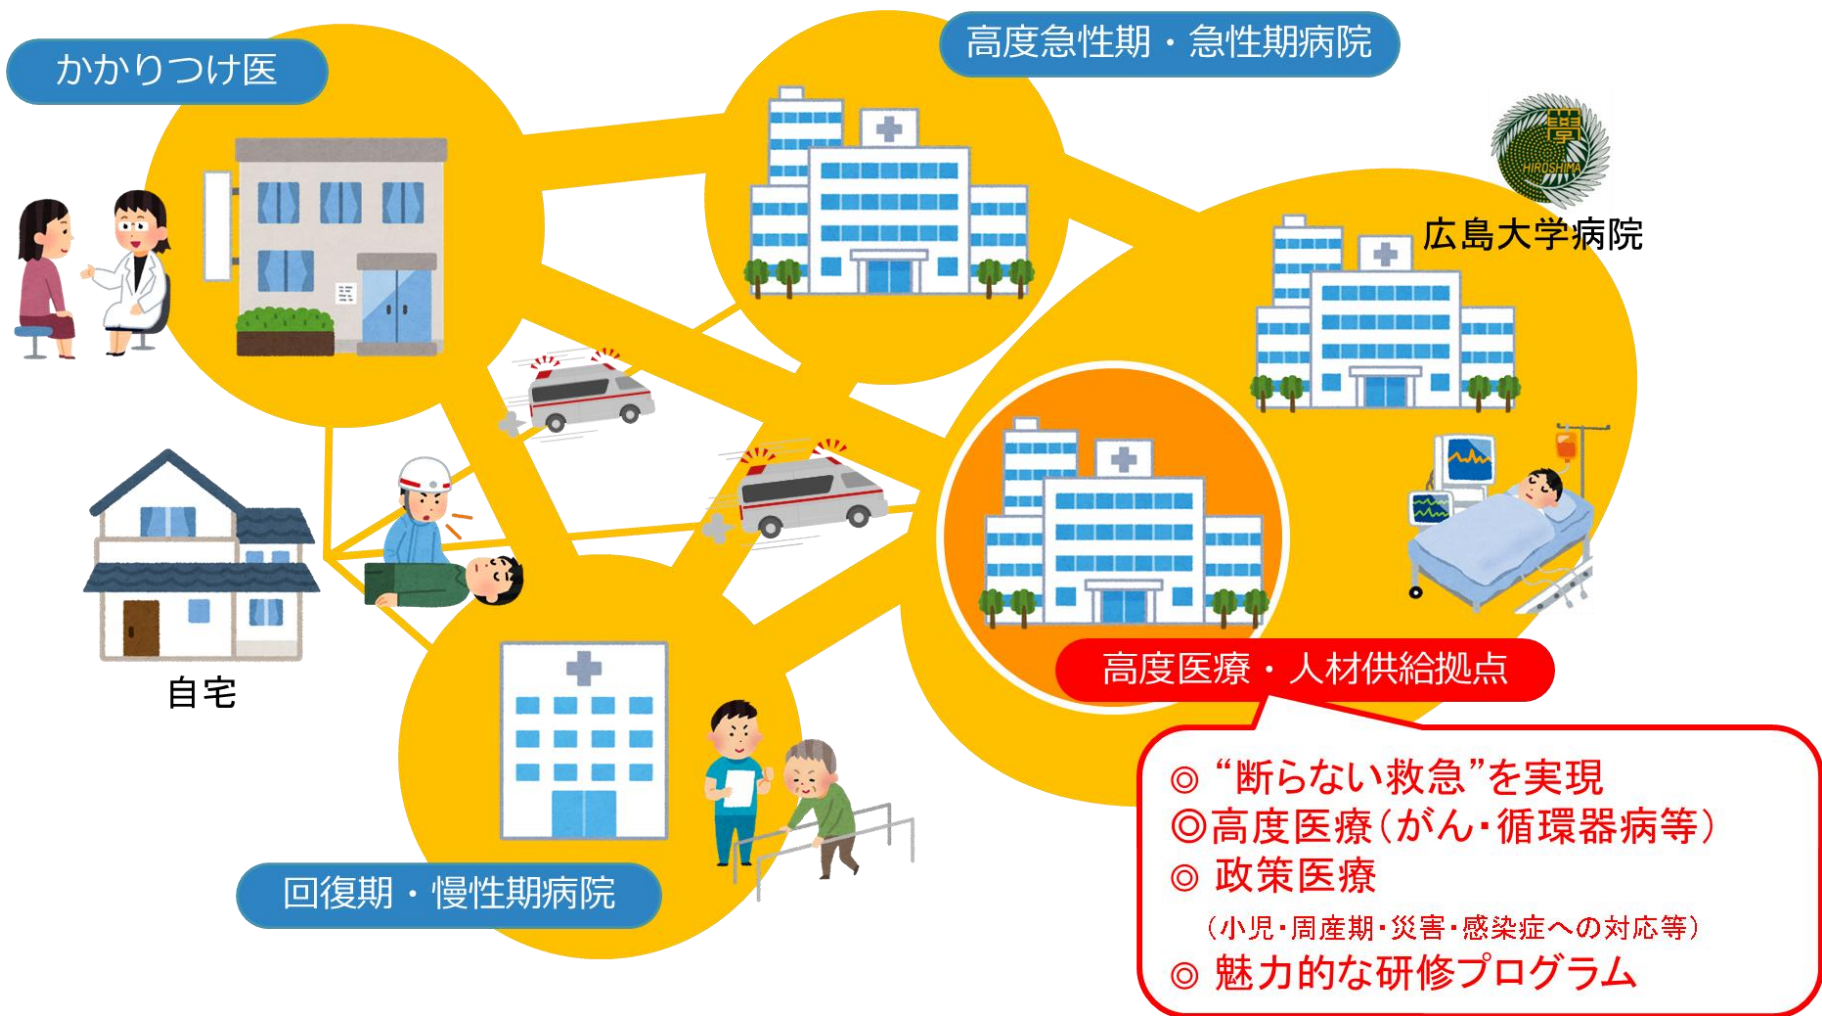 かかりつけ医
高度急性期・急性期病院
學
HIROSHIMA
広島大学病院
自宅
高度医療・人材供給拠点
回復期・慢性期病院
◎ “断らない救急”を実現
◎高度医療(がん・循環器病等)
◎ 政策医療
(小児・周産期・災害・感染症への対応等)
◎ 魅力的な研修プログラム